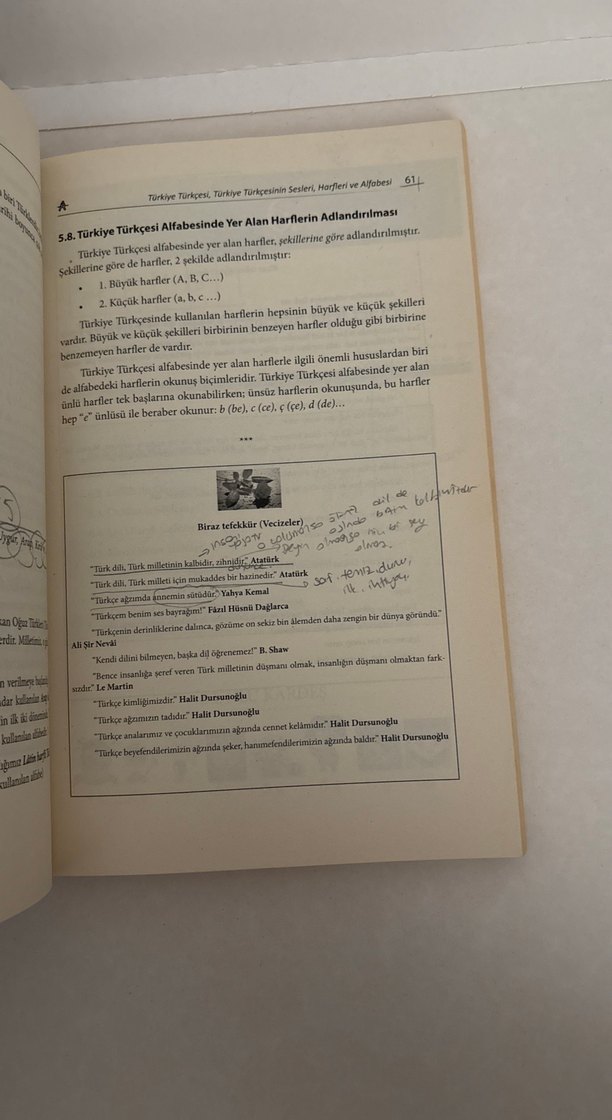 Türkiye Türkçesi, Türkiye Türkçesinin Sesleri, Harfleri ve Alfabesi 61
5.8. Türkiye Türkçesi Alfabesinde Yer Alan Harflerin Adlandırılması
Türkiye Türkçesi alfabesinde yer alan harfler, şekillerine göre adlandırılmıştır.
Şekillerine göre de harfler, 2 şekilde adlandırılmıştır:
• 1. Büyük harfler (A, B, C…)
• 2. Küçük harfler (a, b, c …)
Türkiye Türkçesinde kullanılan harflerin hepsinin büyük ve küçük şekilleri
vardır. Büyük ve küçük şekilleri birbirinin benzeyen harfler olduğu gibi birbirine
benzemeyen harfler de vardır.
Türkiye Türkçesi alfabesinde yer alan harflerle ilgili önemli hususlardan biri
de alfabedeki harflerin okunuş biçimleridir. Türkiye Türkçesi alfabesinde yer alan
ünlü harfler tek başlarına okunabilirken; ünsüz harflerin okunuşunda, bu harfler
hep “e” ünlüsü ile beraber okunur: b (be), c (ce), ç (çe), d (de)…
***
Biraz tefekkür (Vecizeler)
dil de
olmaz.
“Türk dili, Türk milletinin kalbidir, zihnidir.” Atatürk
“Türk dili, Türk milleti için mukaddes bir hazinedir.” Atatürk
saf, temiz, duru,
ilk ihtiyaç
“Türkçe ağzımda annemin sütüdür.” Yahya Kemal
“Türkçem benim ses bayrağım!” Fâzıl Hüsnü Dağlarca
“Türkçenin derinliklerine dalınca, gözüme on sekiz bin âlemden daha zengin bir dünya göründü.”
Ali Şir Nevâi
“Kendi dilini bilmeyen, başka dil öğrenemez!” B. Shaw
“Bence insanlığa şeref veren Türk milletinin düşmanı olmak, insanlığın düşmanı olmaktan fark-
sızdır.” Le Martin
“Türkçe kimliğimizdir.” Halit Dursunoğlu
“Türkçe ağzımızın tadıdır.” Halit Dursunoğlu
“Türkçe analarımız ve çocuklarımızın ağzında cennet kelâmıdır.” Halit Dursunoğlu
“Türkçe beyefendilerimizin ağzında şeker, hanımefendilerimizin ağzında baldır.” Halit Dursunoğlu